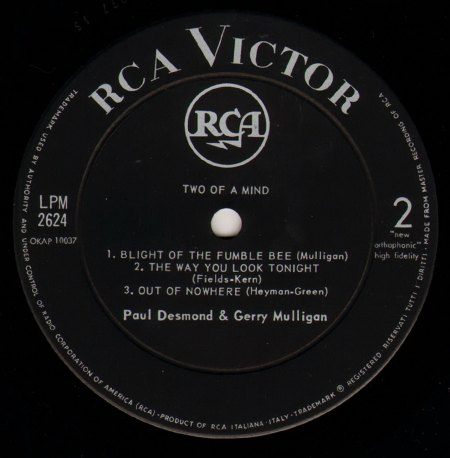 RCA VICTOR
RCA
TWO OF A MIND
LPM
2624
OKAP 10037
2
"new
orthophonic"
high fidelity
1. BLIGHT OF THE FUMBLE BEE (Mulligan)
2. THE WAY YOU LOOK TONIGHT
(Fields-Kern)
3. OUT OF NOWHERE (Heyman-Green)
Paul Desmond & Gerry Mulligan
TRADEMARK USED BY AUTHORITY AND UNDER CONTROL OF RADIO CORPORATION OF AMERICA (RCA) · PRODUCT OF RCA ITALIANA · ITALY · TRADEMARK ® REGISTERED RISERVATI TUTTI I DIRITTI · MADE FROM MASTER RECORDING OF RCA